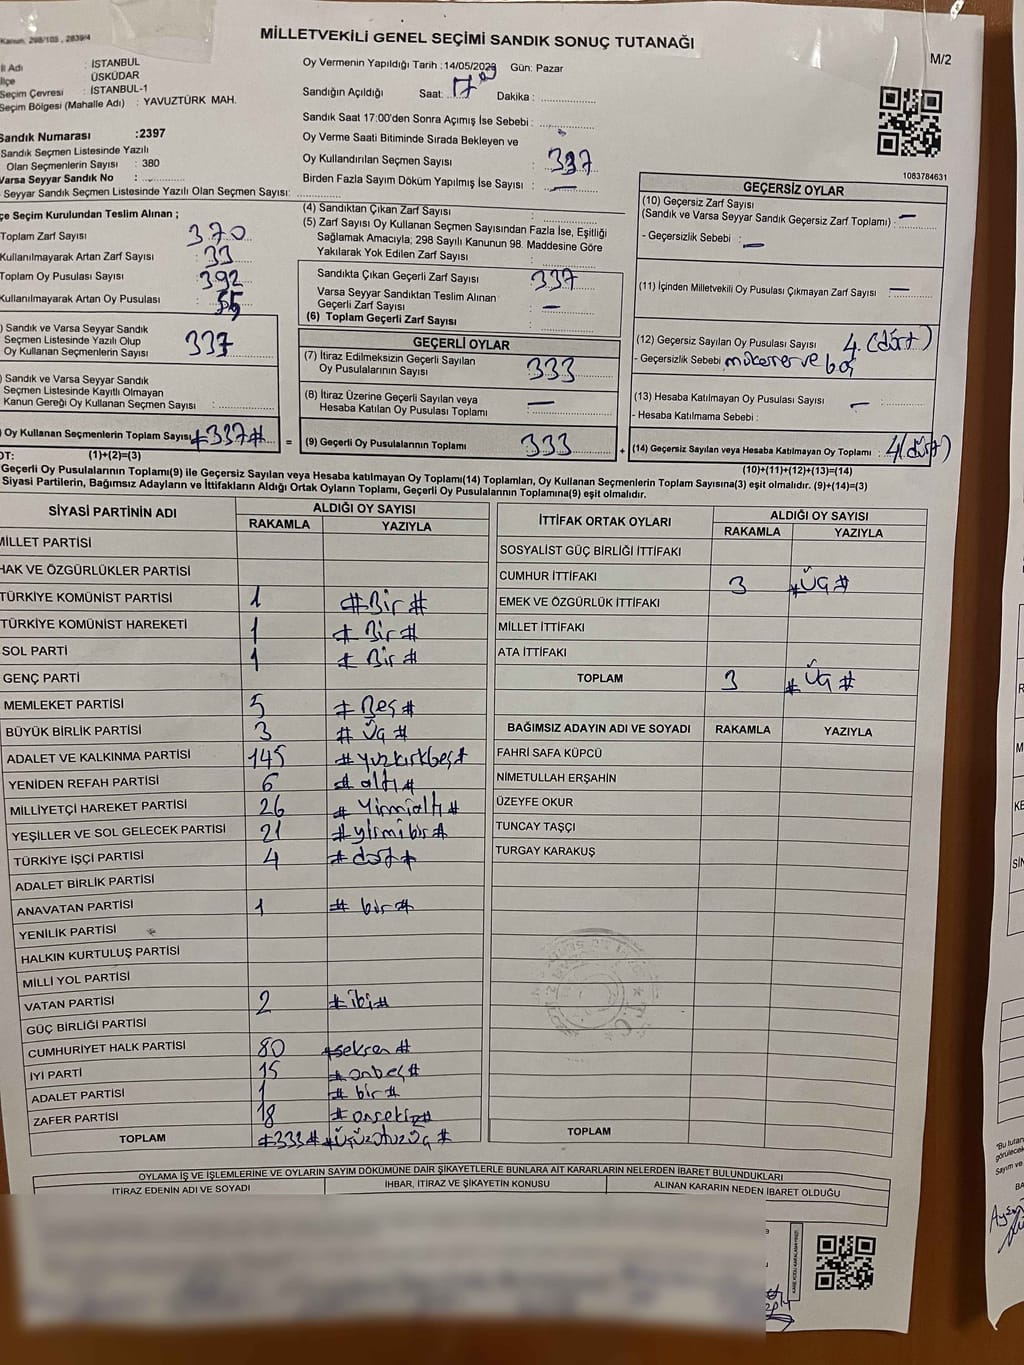 Kanun, 298/105 , 2839/4
MİLLETVEKİLİ GENEL SEÇİMİ SANDIK SONUÇ TUTANAĞI
M/2
İl Adı : İSTANBUL
İlçe : ÜSKÜDAR
Seçim Çevresi : İSTANBUL-1
Seçim Bölgesi (Mahalle Adı) : YAVUZTÜRK MAH.
Sandık Numarası :2397
Sandık Seçmen Listesinde Yazılı
Olan Seçmenlerin Sayısı : 380
Varsa Seyyar Sandık No :
Seyyar Sandık Seçmen Listesinde Yazılı Olan Seçmen Sayısı:
Oy Vermenin Yapıldığı Tarih :14/05/2023 Gün: Pazar
Sandığın Açıldığı Saat: 17 Dakika :
Sandık Saat 17:00'den Sonra Açımış İse Sebebi :
Oy Verme Saati Bitiminde Sırada Bekleyen ve
Oy Kullandırılan Seçmen Sayısı : 337
Birden Fazla Sayım Döküm Yapılmış İse Sayısı : —
1083784631
İlçe Seçim Kurulundan Teslim Alınan ;
Toplam Zarf Sayısı : 370
Kullanılmayarak Artan Zarf Sayısı : 33
Toplam Oy Pusulası Sayısı : 392
Kullanılmayarak Artan Oy Pusulası : 55
(4) Sandıktan Çıkan Zarf Sayısı :
(5) Zarf Sayısı Oy Kullanan Seçmen Sayısından Fazla İse, Eşitliği
Sağlamak Amacıyla; 298 Sayılı Kanunun 98. Maddesine Göre
Yakılarak Yok Edilen Zarf Sayısı :
Sandıkta Çıkan Geçerli Zarf Sayısı : 337
Varsa Seyyar Sandıktan Teslim Alınan
Geçerli Zarf Sayısı : —
(6) Toplam Geçerli Zarf Sayısı :
) Sandık ve Varsa Seyyar Sandık
Seçmen Listesinde Yazılı Olup
Oy Kullanan Seçmenlerin Sayısı : 337
) Sandık ve Varsa Seyyar Sandık
Seçmen Listesinde Kayıtlı Olmayan
Kanun Gereği Oy Kullanan Seçmen Sayısı :
) Oy Kullanan Seçmenlerin Toplam Sayısı #337# =
GEÇERLİ OYLAR
(7) İtiraz Edilmeksizin Geçerli Sayılan
Oy Pusulalarının Sayısı : 333
(8) İtiraz Üzerine Geçerli Sayılan veya
Hesaba Katılan Oy Pusulası Toplamı : —
(9) Geçerli Oy Pusulalarının Toplamı : 333 +
GEÇERSİZ OYLAR
(10) Geçersiz Zarf Sayısı
(Sandık ve Varsa Seyyar Sandık Geçersiz Zarf Toplamı) : —
- Geçersizlik Sebebi : —
(11) İçinden Milletvekili Oy Pusulası Çıkmayan Zarf Sayısı : —
(12) Geçersiz Sayılan Oy Pusulası Sayısı : 4 (dört)
- Geçersizlik Sebebi : mükerrer ve boş
(13) Hesaba Katılmayan Oy Pusulası Sayısı : —
- Hesaba Katılmama Sebebi :
(14) Geçersiz Sayılan veya Hesaba Katılmayan Oy Toplamı : 4 (dört)
NOT: (1)+(2)=(3)
(10)+(11)+(12)+(13)=(14)
Geçerli Oy Pusulalarının Toplamı(9) ile Geçersiz Sayılan veya Hesaba katılmayan Oy Toplamı(14) Toplamları, Oy Kullanan Seçmenlerin Toplam Sayısına(3) eşit olmalıdır. (9)+(14)=(3)
Siyasi Partilerin, Bağımsız Adayların ve İttifakların Aldığı Ortak Oyların Toplamı, Geçerli Oy Pusulalarının Toplamına(9) eşit olmalıdır.
SİYASİ PARTİNİN ADI ALDIĞI OY SAYISI
RAKAMLA YAZIYLA
MİLLET PARTİSİ
HAK VE ÖZGÜRLÜKLER PARTİSİ
TÜRKİYE KOMÜNİST PARTİSİ 1 #Bir#
TÜRKİYE KOMÜNİST HAREKETİ 1 #Bir#
SOL PARTİ 1 #Bir#
GENÇ PARTİ
MEMLEKET PARTİSİ 5 #Beş#
BÜYÜK BİRLİK PARTİSİ 3 #Üç#
ADALET VE KALKINMA PARTİSİ 145 #yüzkırkbeş#
YENİDEN REFAH PARTİSİ 6 #altı#
MİLLİYETÇİ HAREKET PARTİSİ 26 #Yirmialtı#
YEŞİLLER VE SOL GELECEK PARTİSİ 21 #yirmibir#
TÜRKİYE İŞÇİ PARTİSİ 4 #dört#
ADALET BİRLİK PARTİSİ
ANAVATAN PARTİSİ 1 #bir#
YENİLİK PARTİSİ
HALKIN KURTULUŞ PARTİSİ
MİLLİ YOL PARTİSİ
VATAN PARTİSİ 2 #iki#
GÜÇ BİRLİĞİ PARTİSİ
CUMHURİYET HALK PARTİSİ 80 #seksen#
İYİ PARTİ 15 #onbeş#
ADALET PARTİSİ 1 #bir#
ZAFER PARTİSİ 18 #onsekiz#
TOPLAM #333# #üçyüzotuzüç#
İTTİFAK ORTAK OYLARI ALDIĞI OY SAYISI
RAKAMLA YAZIYLA
SOSYALİST GÜÇ BİRLİĞİ İTTİFAKI
CUMHUR İTTİFAKI 3 #Üç#
EMEK VE ÖZGÜRLÜK İTTİFAKI
MİLLET İTTİFAKI
ATA İTTİFAKI
TOPLAM 3 #Üç#
BAĞIMSIZ ADAYIN ADI VE SOYADI RAKAMLA YAZIYLA
FAHRİ SAFA KÜPCÜ
NİMETULLAH ERŞAHİN
ÜZEYFE OKUR
TUNCAY TAŞÇI
TURGAY KARAKUŞ
T.C.
TOPLAM
OYLAMA İŞ VE İŞLEMLERİNE VE OYLARIN SAYIM DÖKÜMÜNE DAİR ŞİKAYETLERLE BUNLARA AİT KARARLARIN NELERDEN İBARET BULUNDUKLARI
İTİRAZ EDENİN ADI VE SOYADI İHBAR, İTİRAZ VE ŞİKAYETİN KONUSU ALINAN KARARIN NEDEN İBARET OLDUĞU